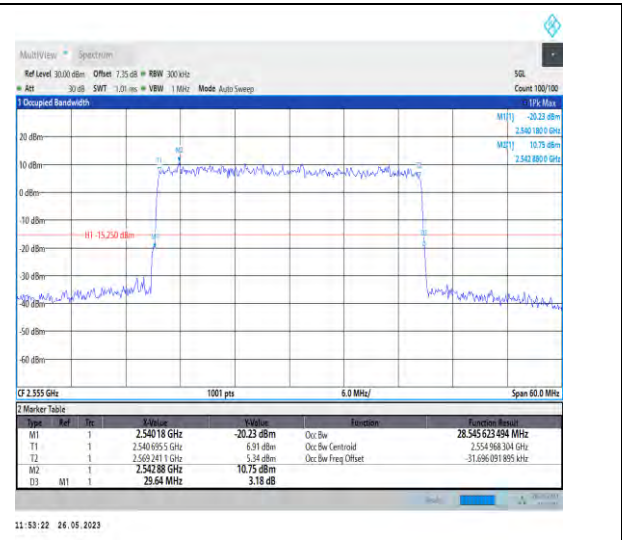 MultiView Spectrum
Ref Level 30.00 dBm Offset 7.35 dB RBW 300 kHz SGL
Att 30 dB SWT 1.01 ms VBW 1 MHz Mode Auto Sweep Count 100/100
1 Occupied Bandwidth 1Pk Max
M1[1] -20.23 dBm
2.540 180 0 GHz
M2[1] 10.75 dBm
2.542 880 0 GHz
20 dBm
M2
T1
10 dBm
0 dBm
-10 dBm
H1 -15.250 dBm
M1
-20 dBm
-30 dBm
-40 dBm
-50 dBm
-60 dBm
CF 2.555 GHz 1001 pts 6.0 MHz/ Span 60.0 MHz
2 Marker Table
Type Ref Trc X-Value Y-Value Function Function Result
M1 1 2.54018 GHz -20.23 dBm Occ Bw 28.545 623 494 MHz
T1 1 2.540 695 5 GHz 6.91 dBm Occ Bw Centroid 2.554 968 304 GHz
T2 1 2.569 241 1 GHz 5.34 dBm Occ Bw Freq Offset -31.696 091 895 kHz
M2 1 2.54288 GHz 10.75 dBm
D3 M1 1 29.64 MHz 3.18 dB
11:53:22 26.05.2023